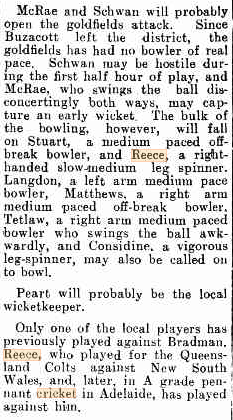 McRae and Schwan will probably
open the goldfields attack. Since
Buzacott left the district, the
goldfields has had no bowler of real
pace. Schwan may be hostile dur-
ing the first half hour of play, and
McRae, who swings the ball dis-
concertingly both ways, may cap-
ture an early wicket. The bulk of
the bowling, however, will fall
on Stuart, a medium paced off-
break bowler, and Reece, a right-
handed slow-medium leg spinner.
Langdon, a left arm medium pace
bowler, Matthews, a right arm
medium paced off-break bowler,
Tetlaw, a right arm medium paced
bowler who swings the ball awk-
wardly, and Considine, a vigorous
leg-spinner, may also be called on
to bowl.
Peart will probably be the local
wicketkeeper.
Only one of the local players has
previously played against Bradman.
Reece, who played for the Queens-
land Colts against New South
Wales, and, later, in A grade pen-
nant cricket in Adelaide, has played
against him.